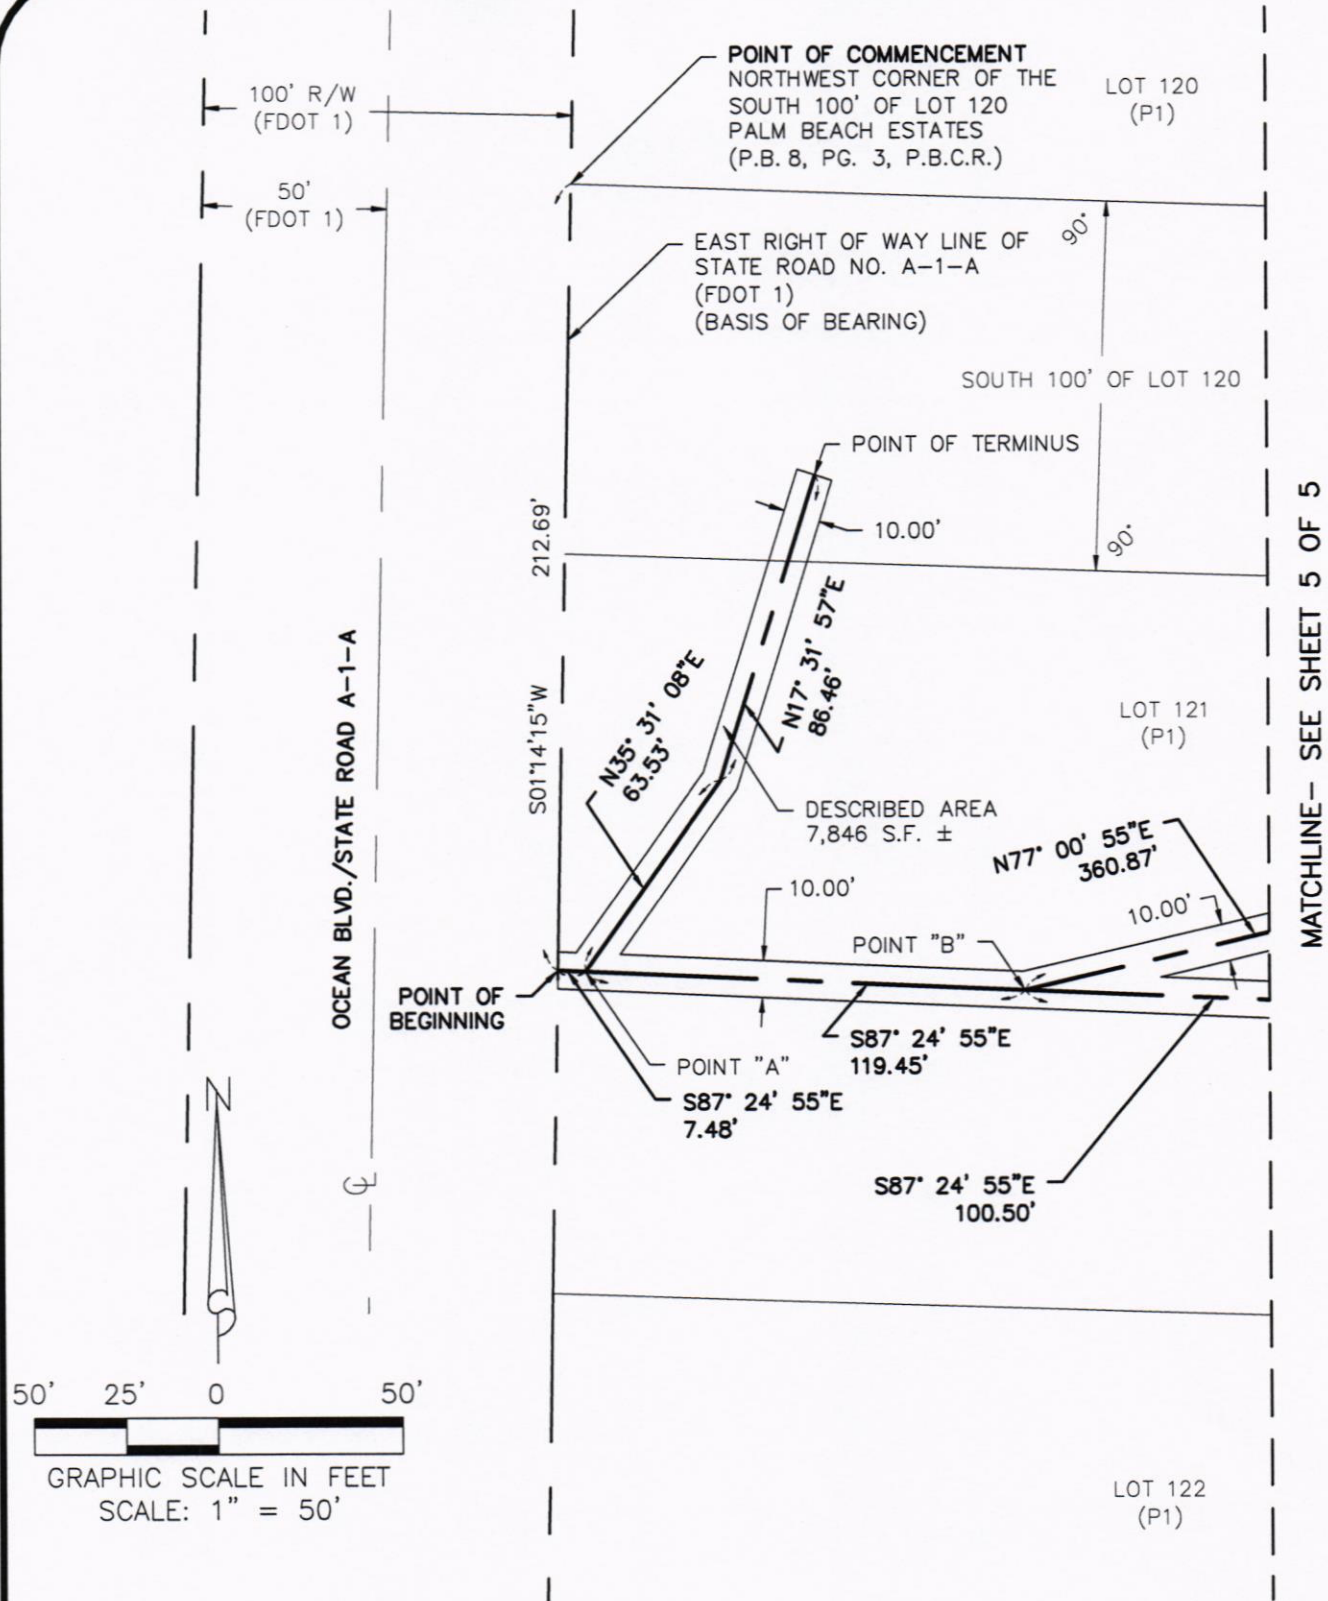 POINT OF COMMENCEMENT
NORTHWEST CORNER OF THE
SOUTH 100' OF LOT 120
PALM BEACH ESTATES
(P.B. 8, PG. 3, P.B.C.R.)
LOT 120
(P1)
100' R/W
(FDOT 1)
50'
(FDOT 1)
EAST RIGHT OF WAY LINE OF
STATE ROAD NO. A-1-A
(FDOT 1)
(BASIS OF BEARING)
90°
SOUTH 100' OF LOT 120
POINT OF TERMINUS
10.00'
90°
212.69'
S01°14'15"W
OCEAN BLVD./STATE ROAD A-1-A
MATCHLINE- SEE SHEET 5 OF 5
N35° 31' 08"E
63.53'
N17° 31' 57"E
86.46'
LOT 121
(P1)
DESCRIBED AREA
7,846 S.F. ±
N77° 00' 55"E
360.87'
10.00'
10.00'
POINT "B"
POINT OF
BEGINNING
S87° 24' 55"E
119.45'
POINT "A"
S87° 24' 55"E
7.48'
S87° 24' 55"E
100.50'
N
CL
50' 25' 0 50'
GRAPHIC SCALE IN FEET
SCALE: 1" = 50'
LOT 122
(P1)